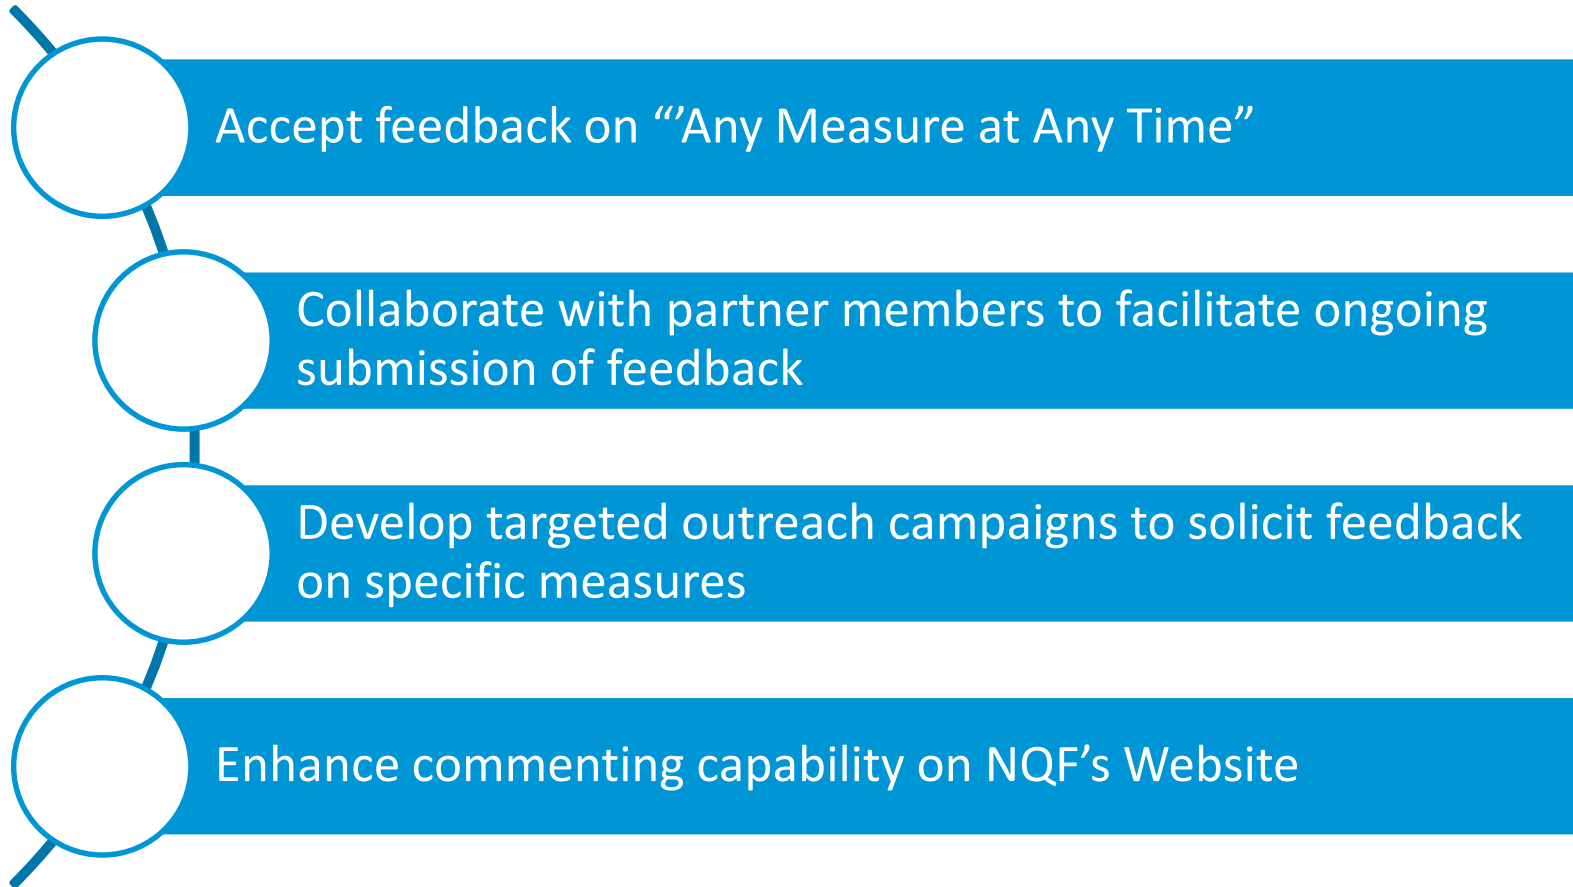 Accept feedback on “’Any Measure at Any Time”
Collaborate with partner members to facilitate ongoing
submission of feedback
Develop targeted outreach campaigns to solicit feedback
on specific measures
Enhance commenting capability on NQF’s Website